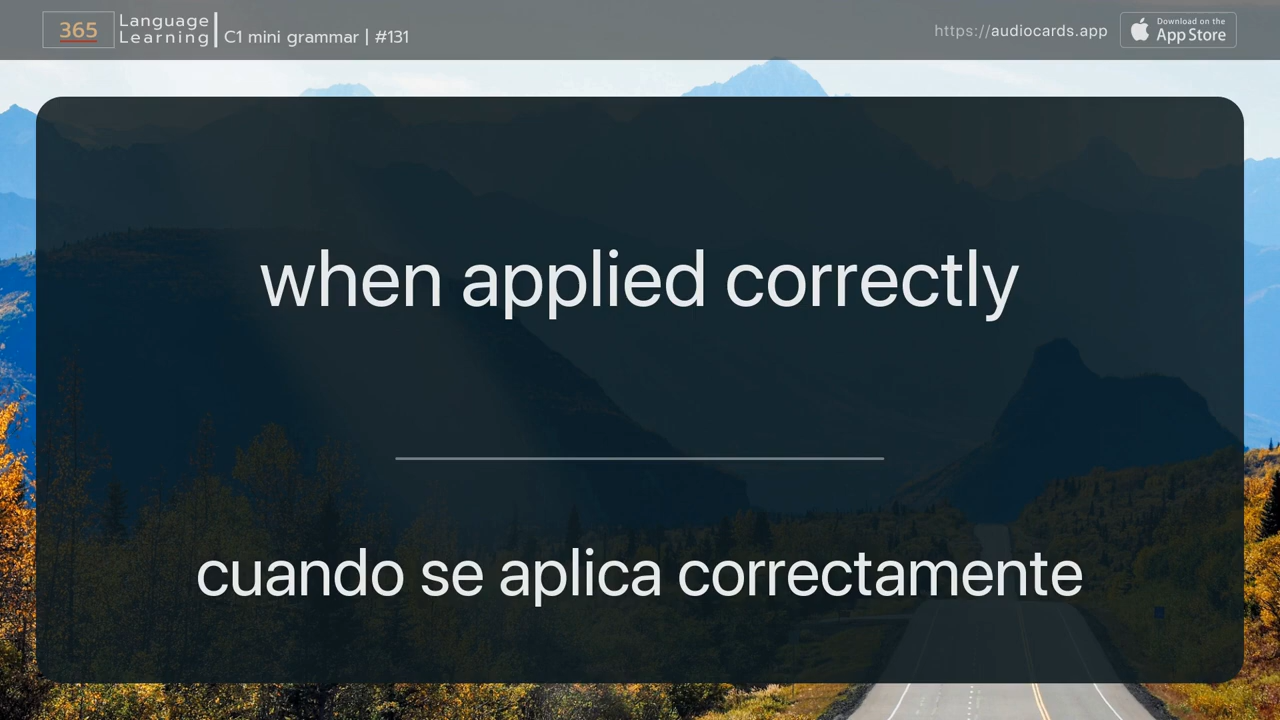 365
Language
Learning
C1 mini grammar | #131
https://audiocards.app
Download on the
App Store
when applied correctly
cuando se aplica correctamente